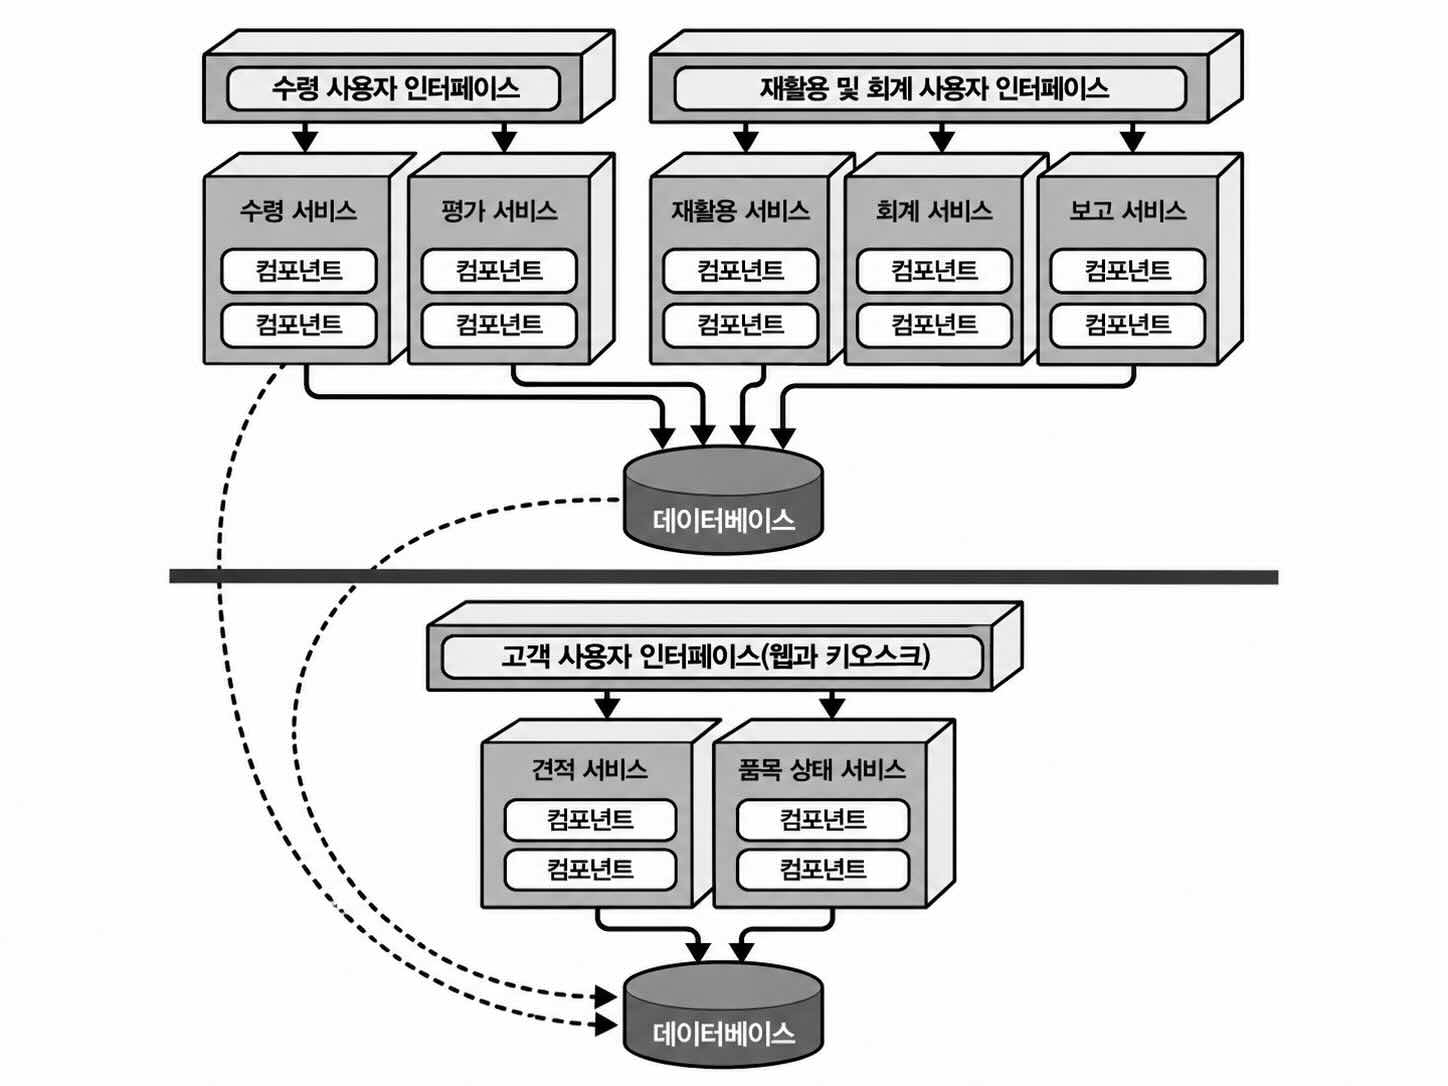 수령 사용자 인터페이스
재활용 및 회계 사용자 인터페이스
수령 서비스
컴포넌트
컴포넌트
평가 서비스
컴포넌트
컴포넌트
재활용 서비스
컴포넌트
컴포넌트
회계 서비스
컴포넌트
컴포넌트
보고 서비스
컴포넌트
컴포넌트
데이터베이스
고객 사용자 인터페이스(웹과 키오스크)
견적 서비스
컴포넌트
컴포넌트
품목 상태 서비스
컴포넌트
컴포넌트
데이터베이스